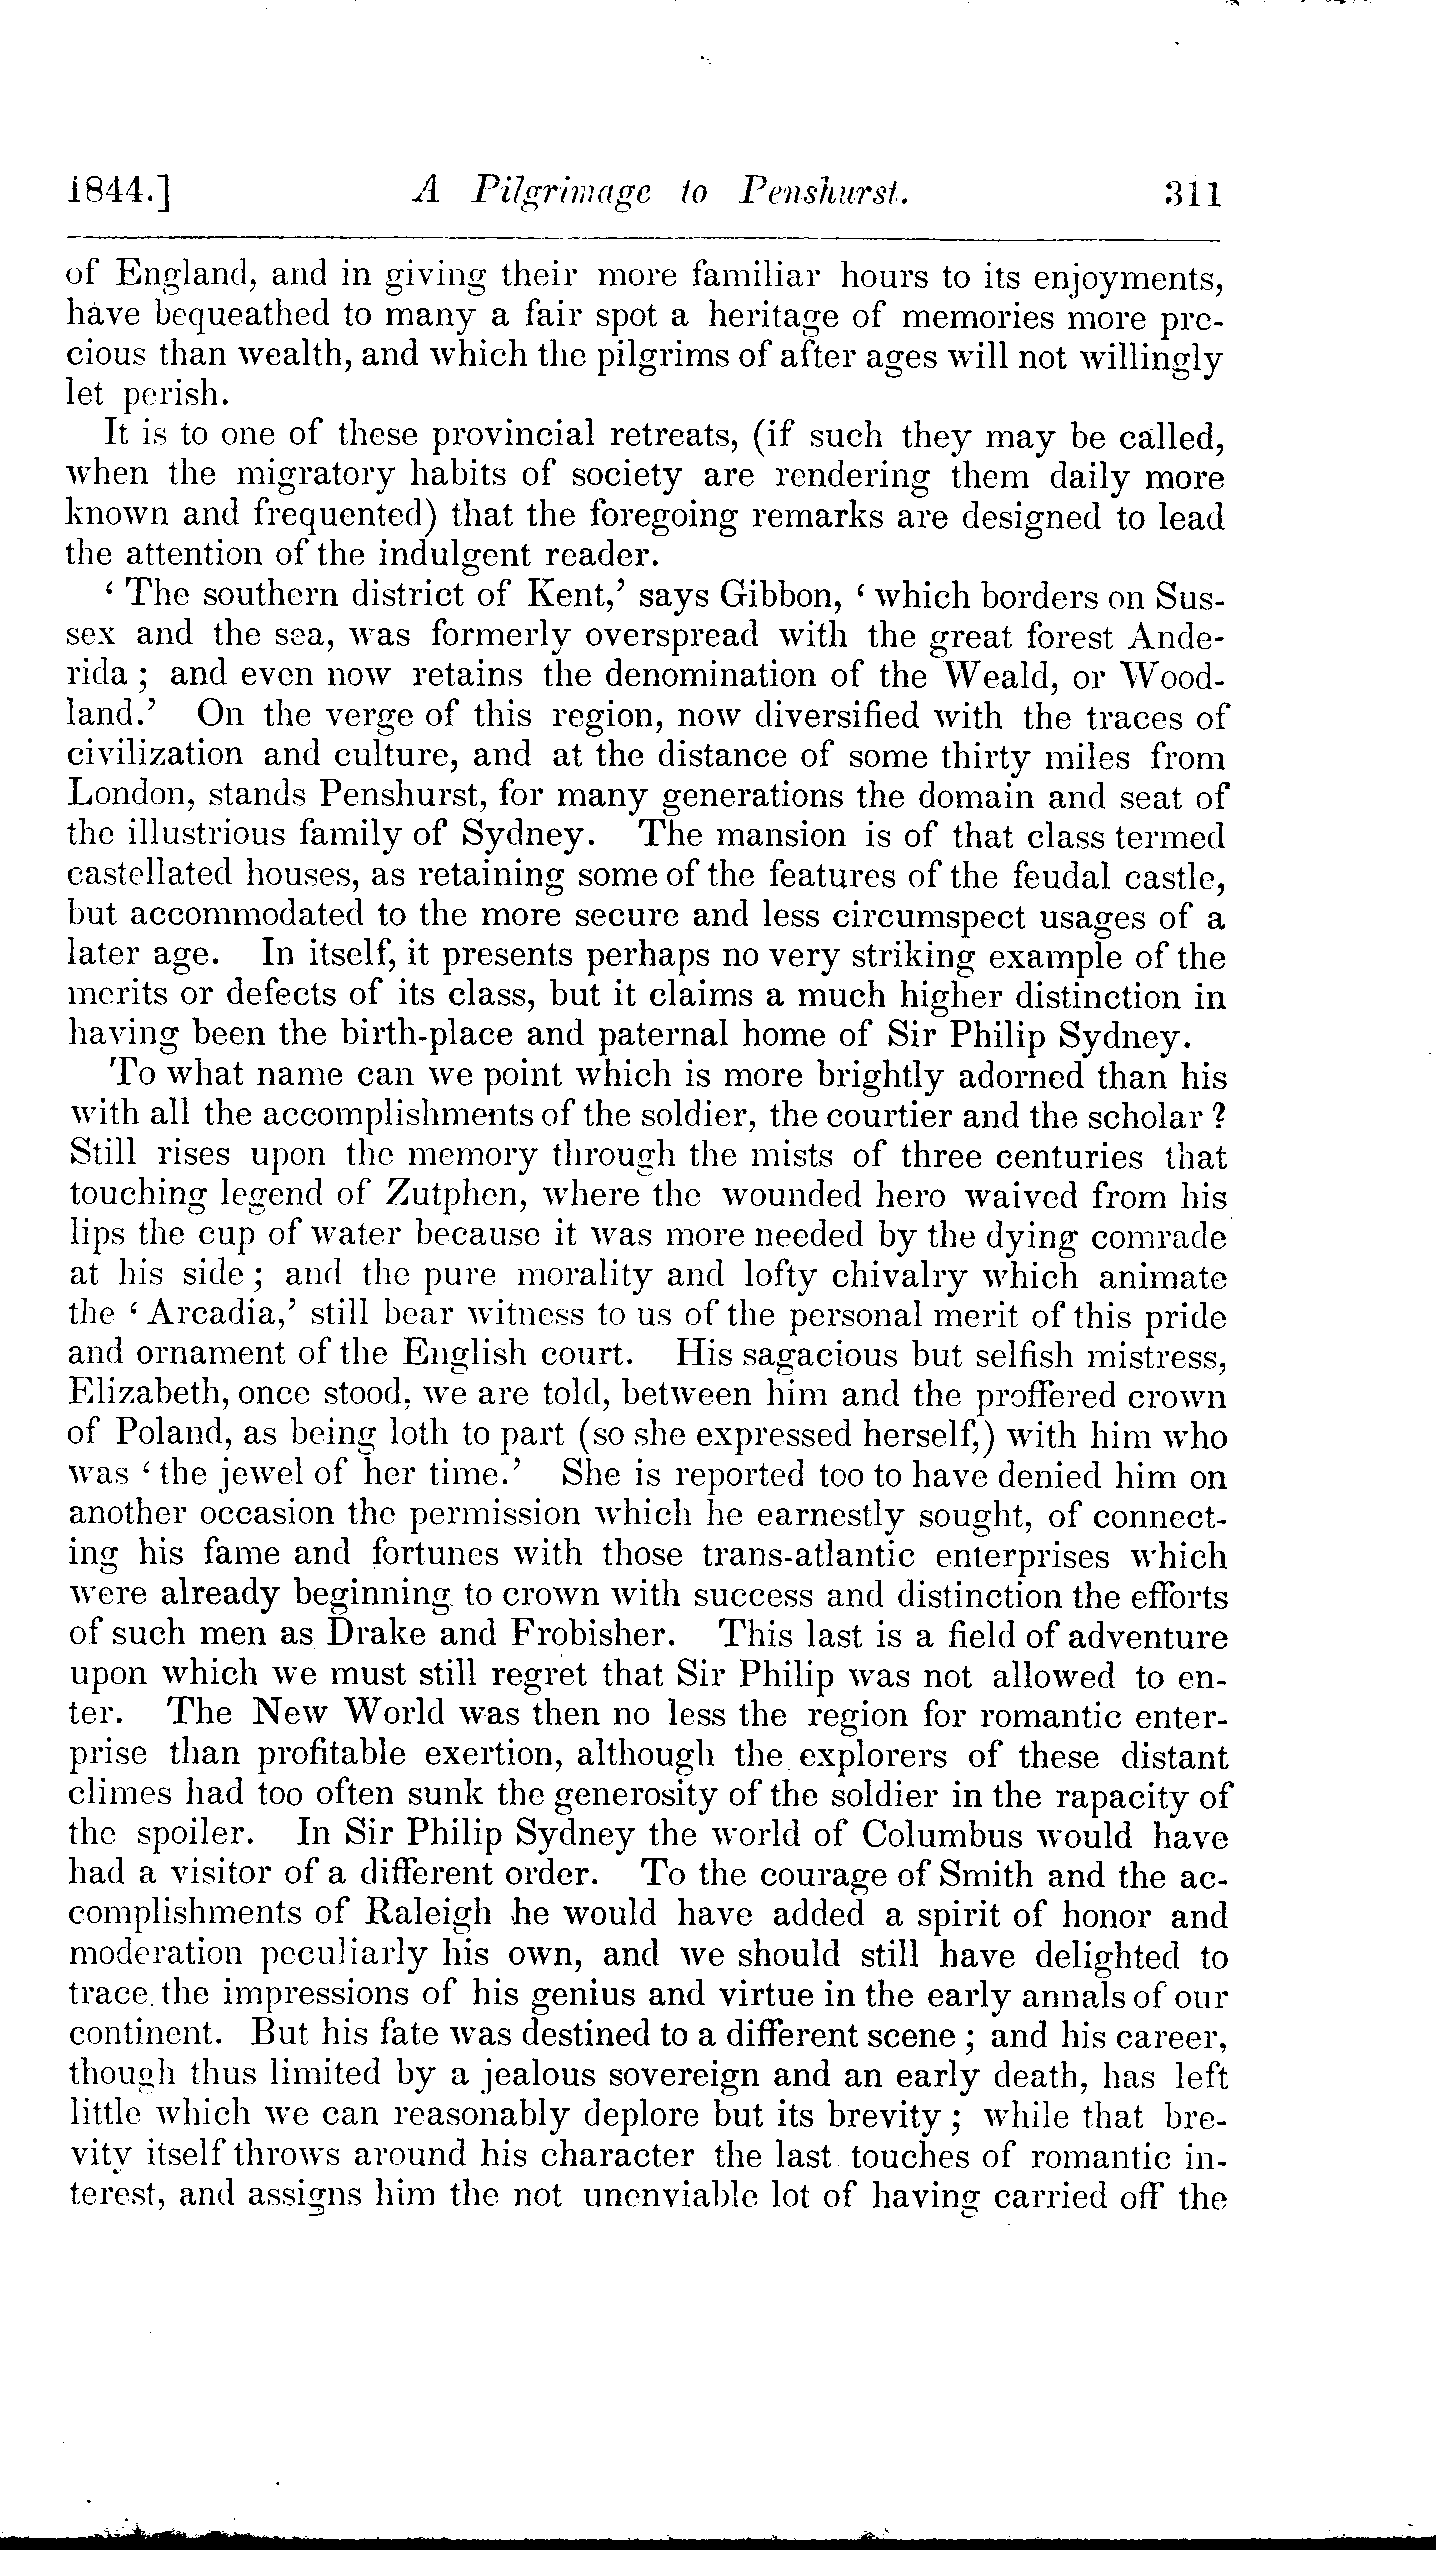 1844.] A Pilgrimage to Penshurst. 311
of England, and in giving their more familiar hours to its enjoyments,
have bequeathed to many a fair spot a heritage of memories more pre-
cious than wealth, and which the pilgrims of after ages will not willingly
let perish.
It is to one of these provincial retreats, (if such they may be called,
when the migratory habits of society are rendering them daily more
known and frequented) that the foregoing remarks are designed to lead
the attention of the indulgent reader.
‘ The southern district of Kent,’ says Gibbon, ‘ which borders on Sus-
sex and the sea, was formerly overspread with the great forest Ande-
rida ; and even now retains the denomination of the Weald, or Wood-
land.’ On the verge of this region, now diversified with the traces of
civilization and culture, and at the distance of some thirty miles from
London, stands Penshurst, for many generations the domain and seat of
the illustrious family of Sydney. The mansion is of that class termed
castellated houses, as retaining some of the features of the feudal castle,
but accommodated to the more secure and less circumspect usages of a
later age. In itself, it presents perhaps no very striking example of the
merits or defects of its class, but it claims a much higher distinction in
having been the birth-place and paternal home of Sir Philip Sydney.
To what name can we point which is more brightly adorned than his
with all the accomplishments of the soldier, the courtier and the scholar ?
Still rises upon the memory through the mists of three centuries that
touching legend of Zutphen, where the wounded hero waived from his
lips the cup of water because it was more needed by the dying comrade
at his side ; and the pure morality and lofty chivalry which animate
the ‘ Arcadia,’ still bear witness to us of the personal merit of this pride
and ornament of the English court. His sagacious but selfish mistress,
Elizabeth, once stood, we are told, between him and the proffered crown
of Poland, as being loth to part (so she expressed herself,) with him who
was ‘ the jewel of her time.’ She is reported too to have denied him on
another occasion the permission which he earnestly sought, of connect-
ing his fame and fortunes with those trans-atlantic enterprises which
were already beginning to crown with success and distinction the efforts
of such men as Drake and Frobisher. This last is a field of adventure
upon which we must still regret that Sir Philip was not allowed to en-
ter. The New World was then no less the region for romantic enter-
prise than profitable exertion, although the explorers of these distant
climes had too often sunk the generosity of the soldier in the rapacity of
the spoiler. In Sir Philip Sydney the world of Columbus would have
had a visitor of a different order. To the courage of Smith and the ac-
complishments of Raleigh he would have added a spirit of honor and
moderation peculiarly his own, and we should still have delighted to
trace the impressions of his genius and virtue in the early annals of our
continent. But his fate was destined to a different scene ; and his career,
though thus limited by a jealous sovereign and an early death, has left
little which we can reasonably deplore but its brevity ; while that bre-
vity itself throws around his character the last touches of romantic in-
terest, and assigns him the not unenviable lot of having carried off the